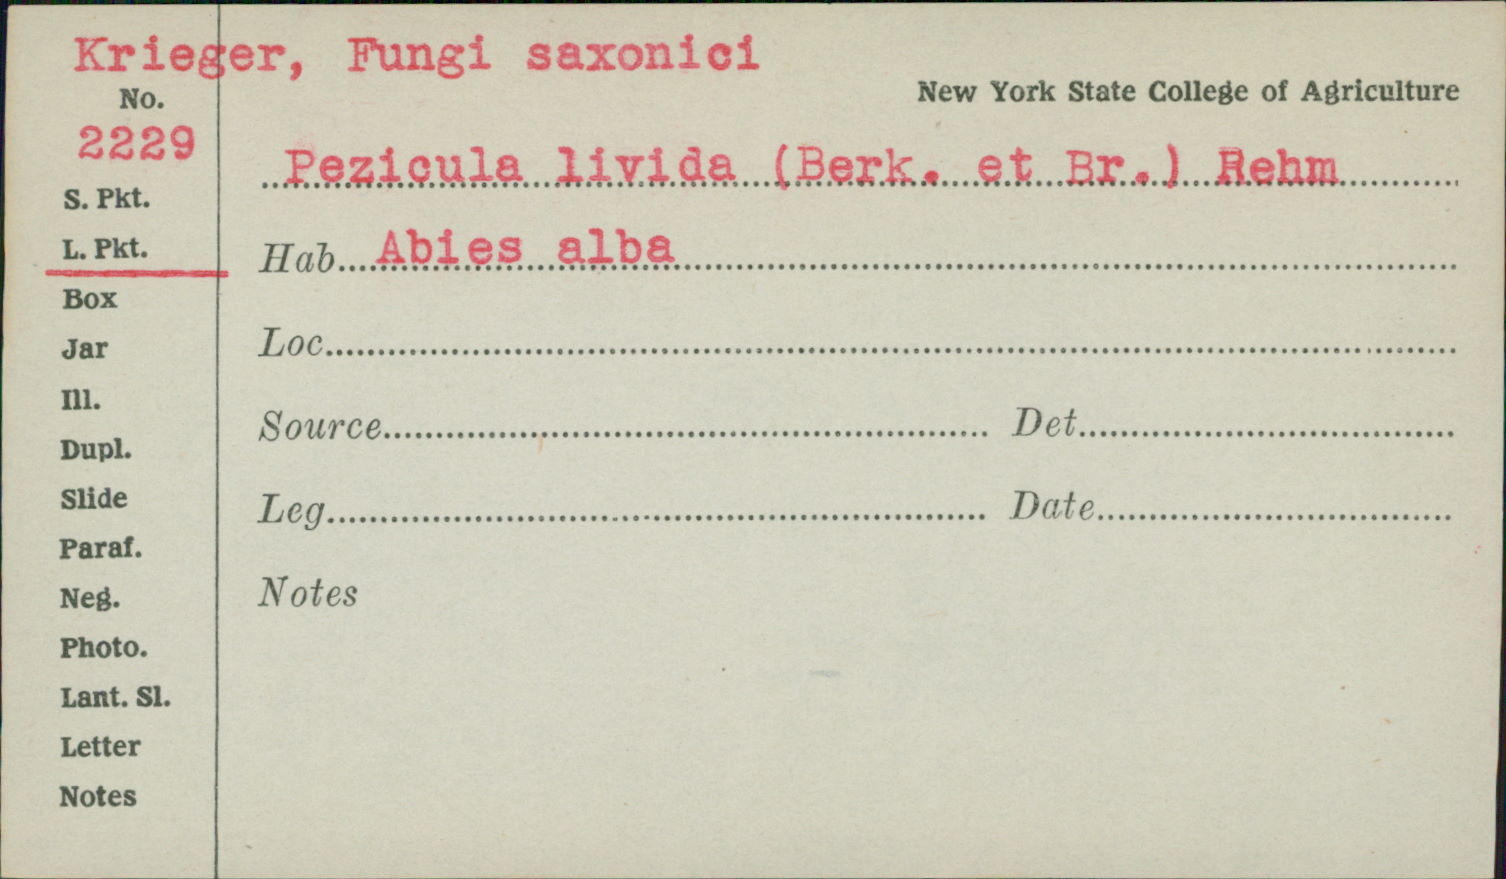 Krieger, Fungi saxonici
New York State College of Agriculture
No.
2229
Pezicula livida (Berk. et Br.) Rehm
S. Pkt.
L. Pkt.
Hab. Abies alba
Box
Jar
Loc.
Ill.
Source Det.
Dupl.
Slide
Leg. Date
Paraf.
Neg.
Notes
Photo.
Lant. Sl.
Letter
Notes